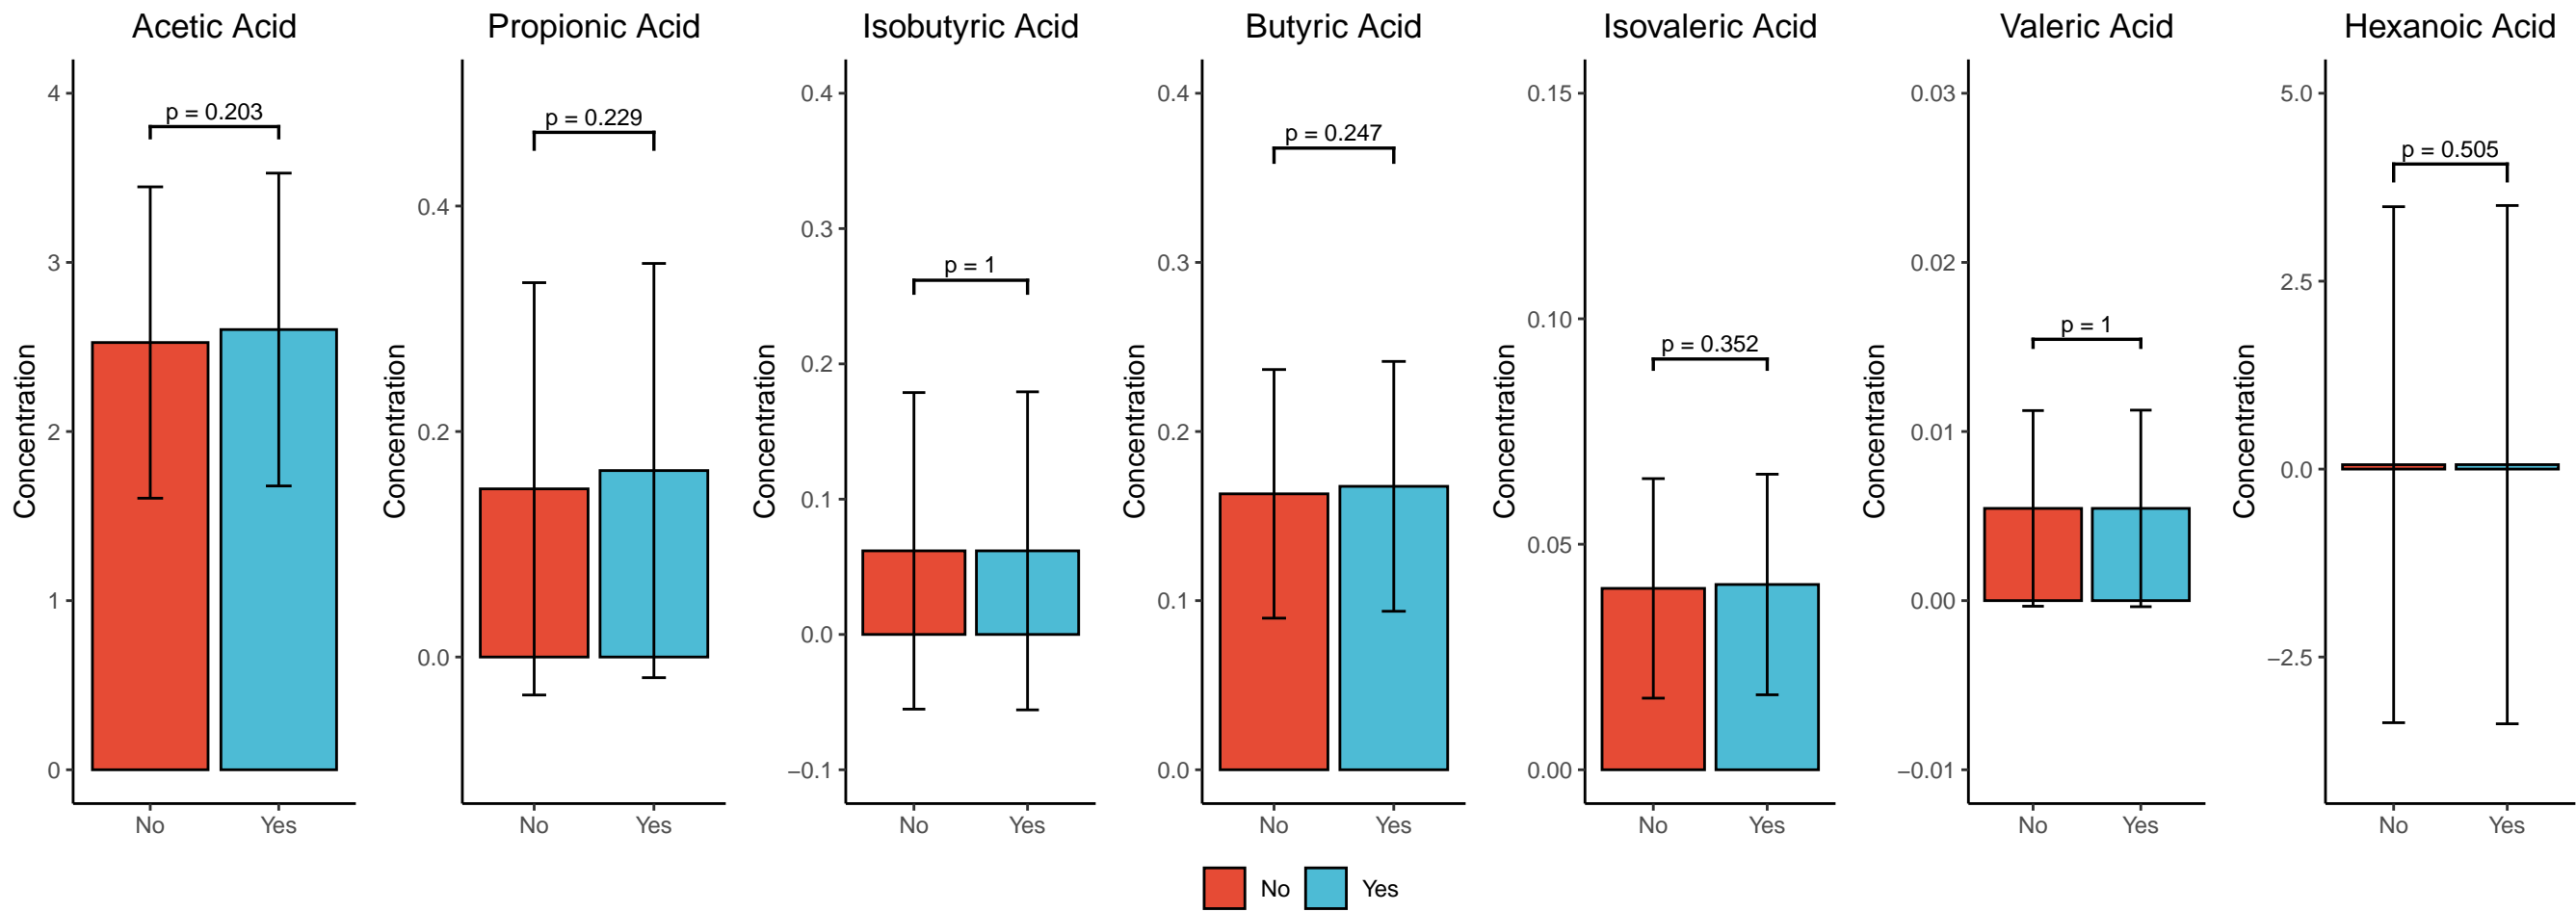 Acetic Acid
Concentration
4
3
2
1
0
p = 0.203
No
Yes
Propionic Acid
Concentration
0.4
0.2
0.0
p = 0.229
No
Yes
Isobutyric Acid
Concentration
0.4
0.3
0.2
0.1
0.0
−0.1
p = 1
No
Yes
Butyric Acid
Concentration
0.4
0.3
0.2
0.1
0.0
p = 0.247
No
Yes
Isovaleric Acid
Concentration
0.15
0.10
0.05
0.00
p = 0.352
No
Yes
Valeric Acid
Concentration
0.03
0.02
0.01
0.00
−0.01
p = 1
No
Yes
Hexanoic Acid
Concentration
5.0
2.5
0.0
−2.5
p = 0.505
No
Yes
No Yes